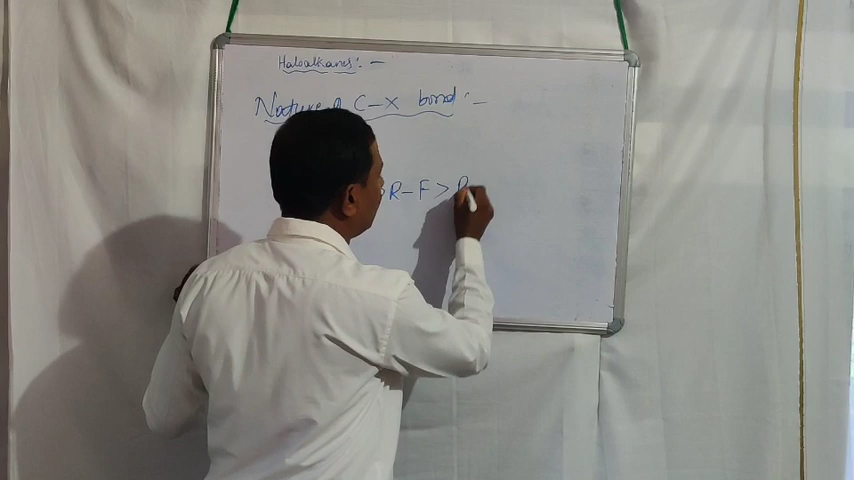 Haloalkanes : -
Nature of C-X bond : -
R-F > R